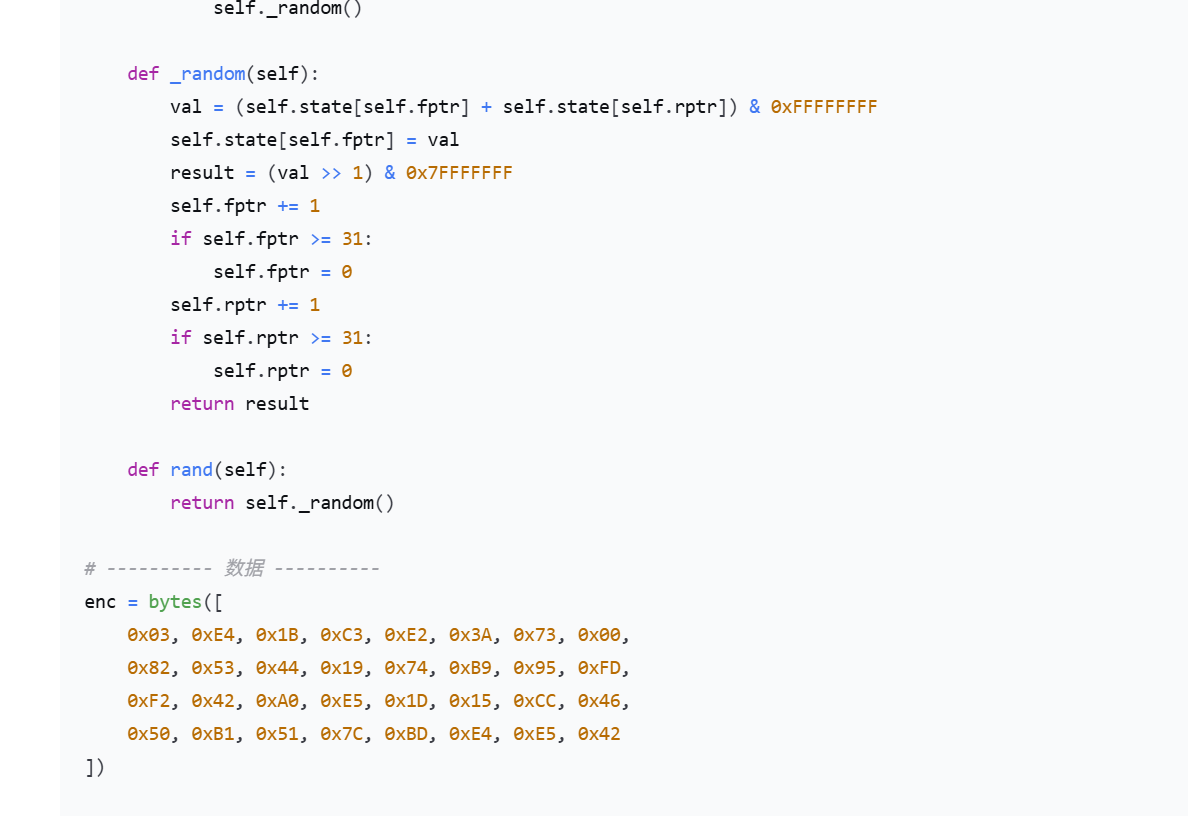 self._random()

    def _random(self):
        val = (self.state[self.fptr] + self.state[self.rptr]) & 0xFFFFFFFF
        self.state[self.fptr] = val
        result = (val >> 1) & 0x7FFFFFFF
        self.fptr += 1
        if self.fptr >= 31:
            self.fptr = 0
        self.rptr += 1
        if self.rptr >= 31:
            self.rptr = 0
        return result

    def rand(self):
        return self._random()

# ---------- 数据 ----------
enc = bytes([
    0x03, 0xE4, 0x1B, 0xC3, 0xE2, 0x3A, 0x73, 0x00,
    0x82, 0x53, 0x44, 0x19, 0x74, 0xB9, 0x95, 0xFD,
    0xF2, 0x42, 0xA0, 0xE5, 0x1D, 0x15, 0xCC, 0x46,
    0x50, 0xB1, 0x51, 0x7C, 0xBD, 0xE4, 0xE5, 0x42
])